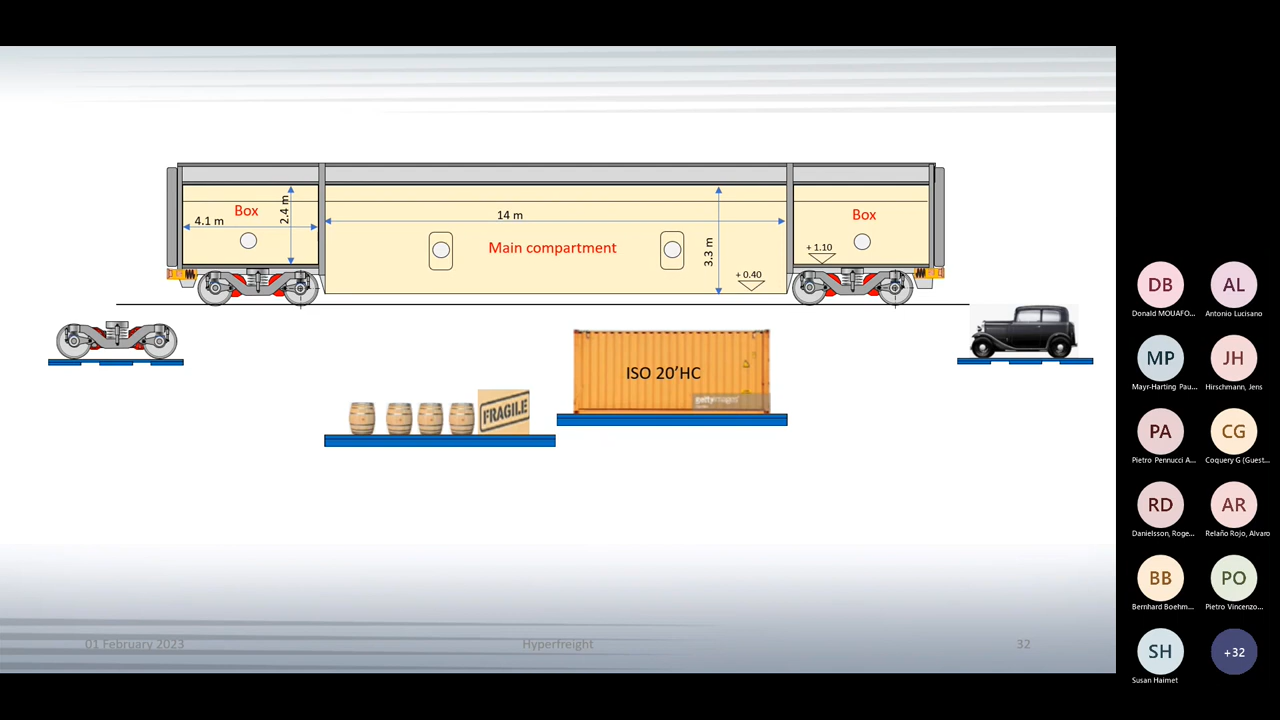 Box
4.1 m
2.4 m
14 m
Main compartment
3.3 m
+ 0.40
Box
+ 1.10
ISO 20’HC
gettyimages
FRAGILE
01 February 2023
Hyperfreight
32
DB
AL
Donald MOUAFO...
Antonio Lucisano
MP
JH
Mayr-Harting Pau...
Hirschmann, Jens
PA
CG
Pietro Pennucci A...
Coquery G (Guest...
RD
AR
Danielsson, Roge...
Relaño Rojo, Alvaro
BB
PO
Bernhard Boehm...
Pietro Vincenzo...
SH
+32
Susan Haimet